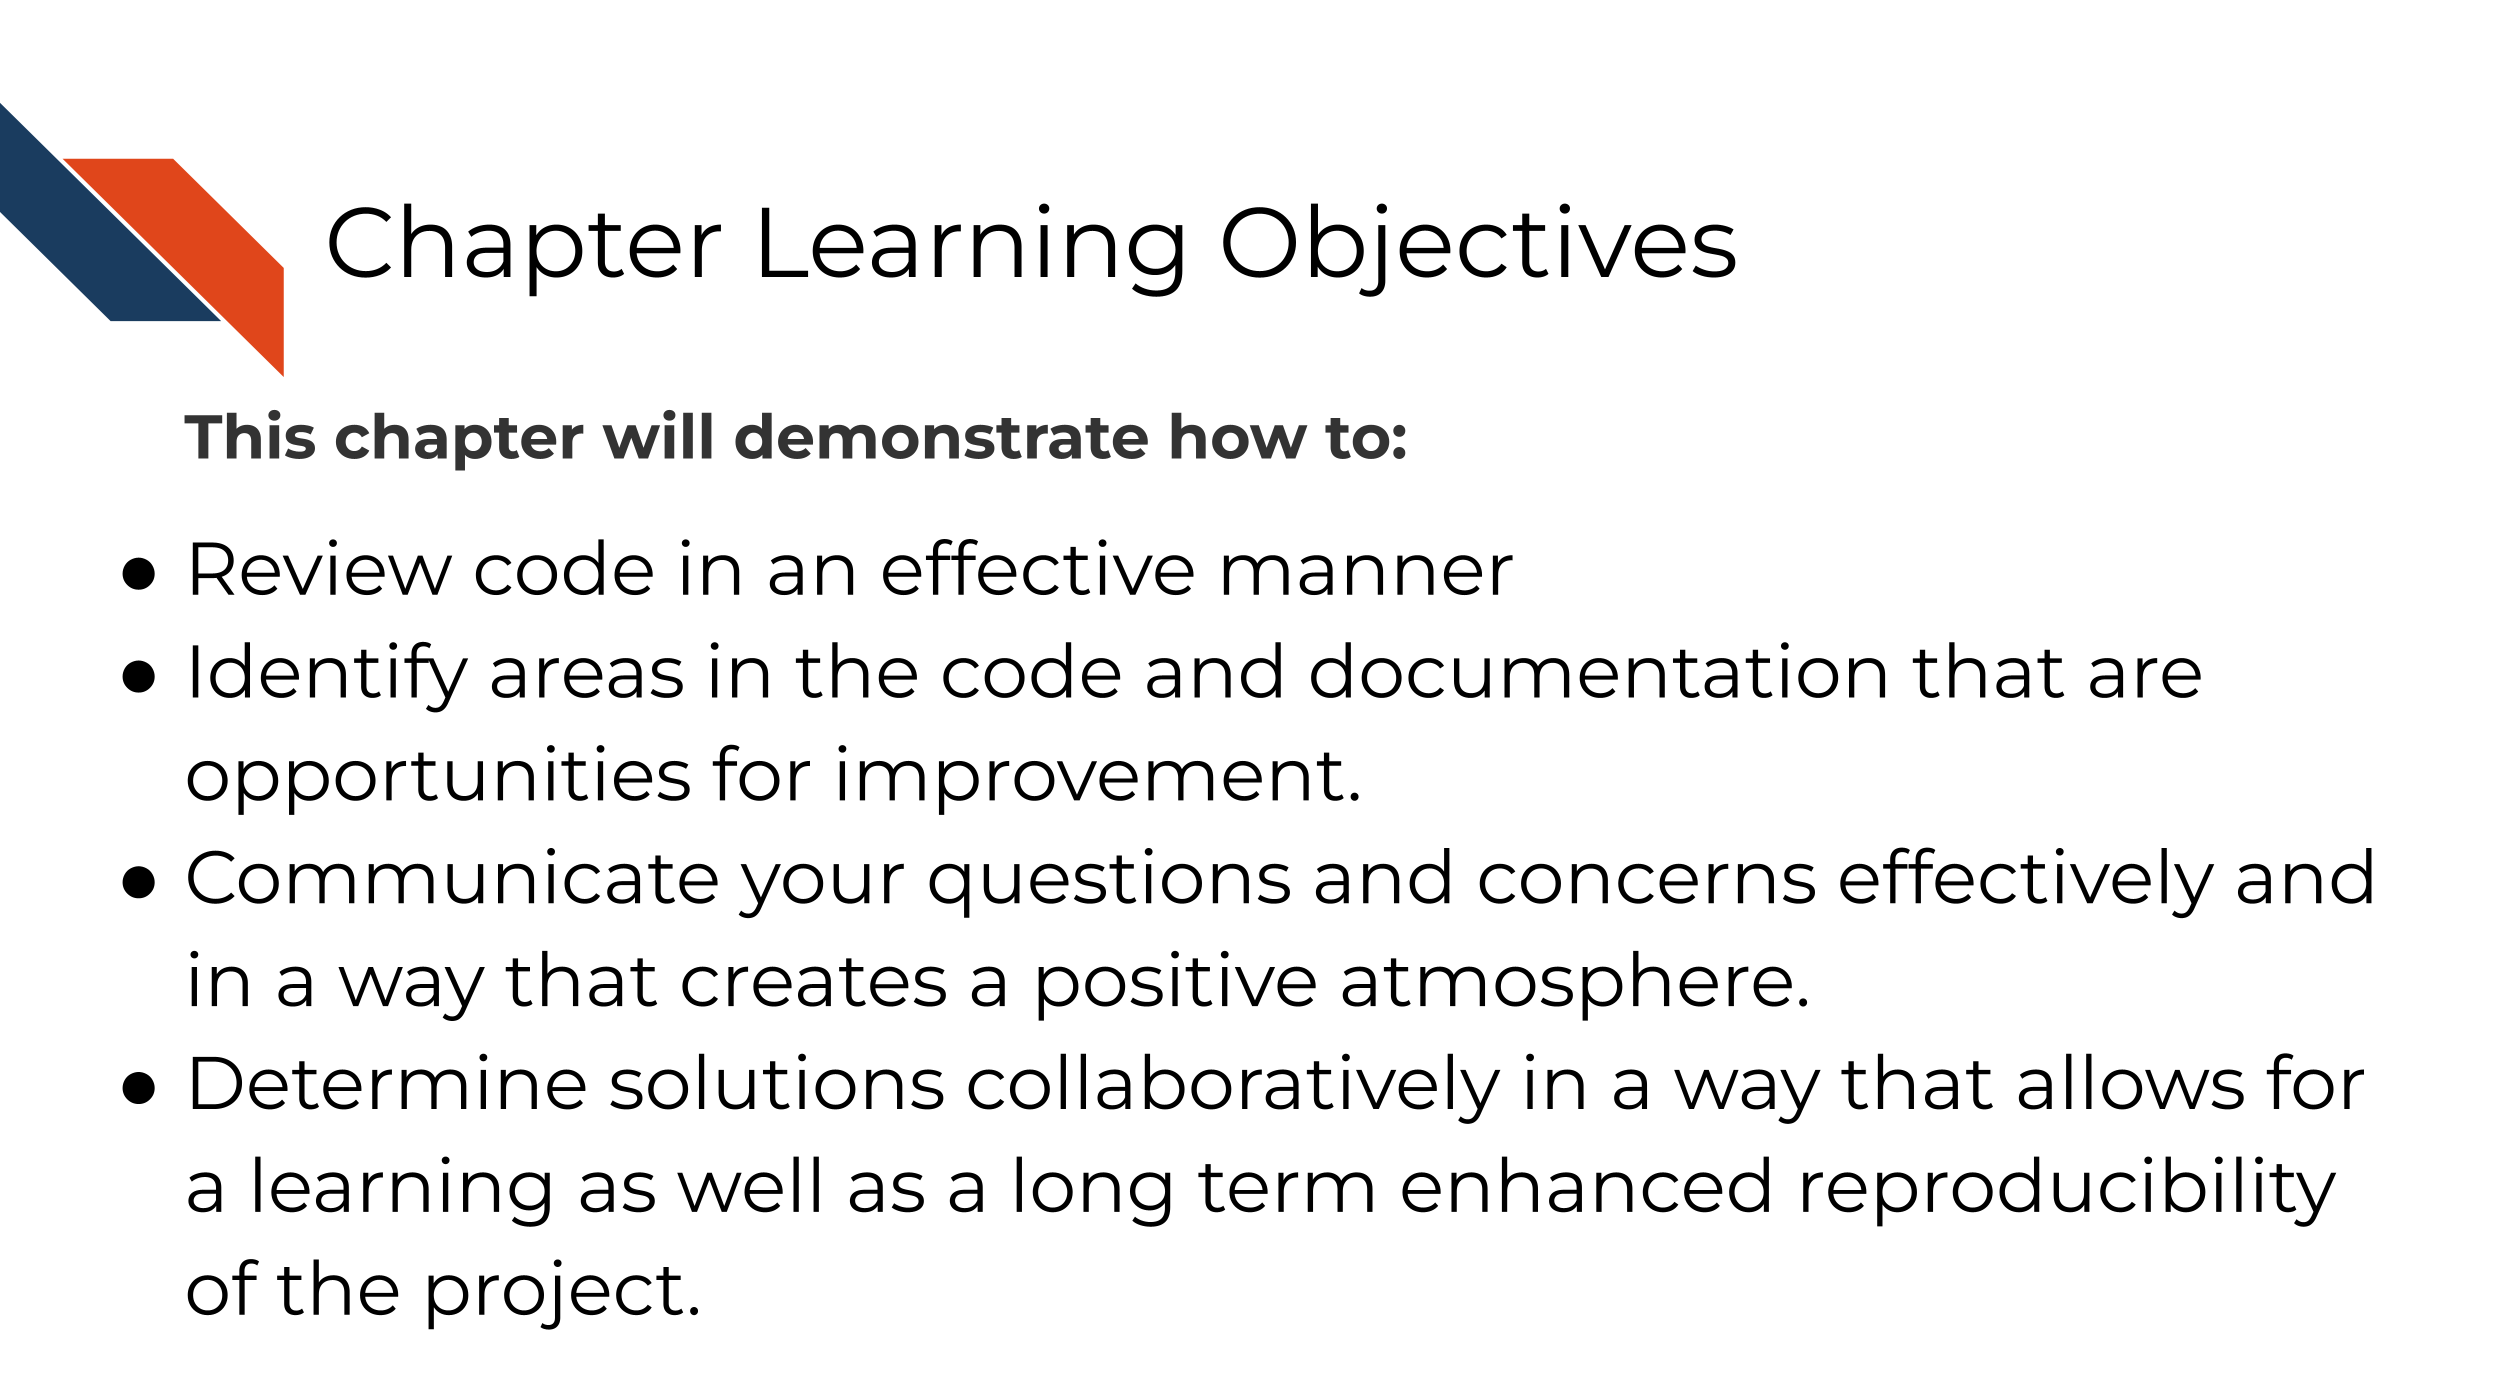 Chapter Learning Objectives
This chapter will demonstrate how to:
● Review code in an effective manner
● Identify areas in the code and documentation that are
opportunities for improvement.
● Communicate your questions and concerns effectively and
in a way that creates a positive atmosphere.
● Determine solutions collaboratively in a way that allows for
a learning as well as a long term enhanced reproducibility
of the project.